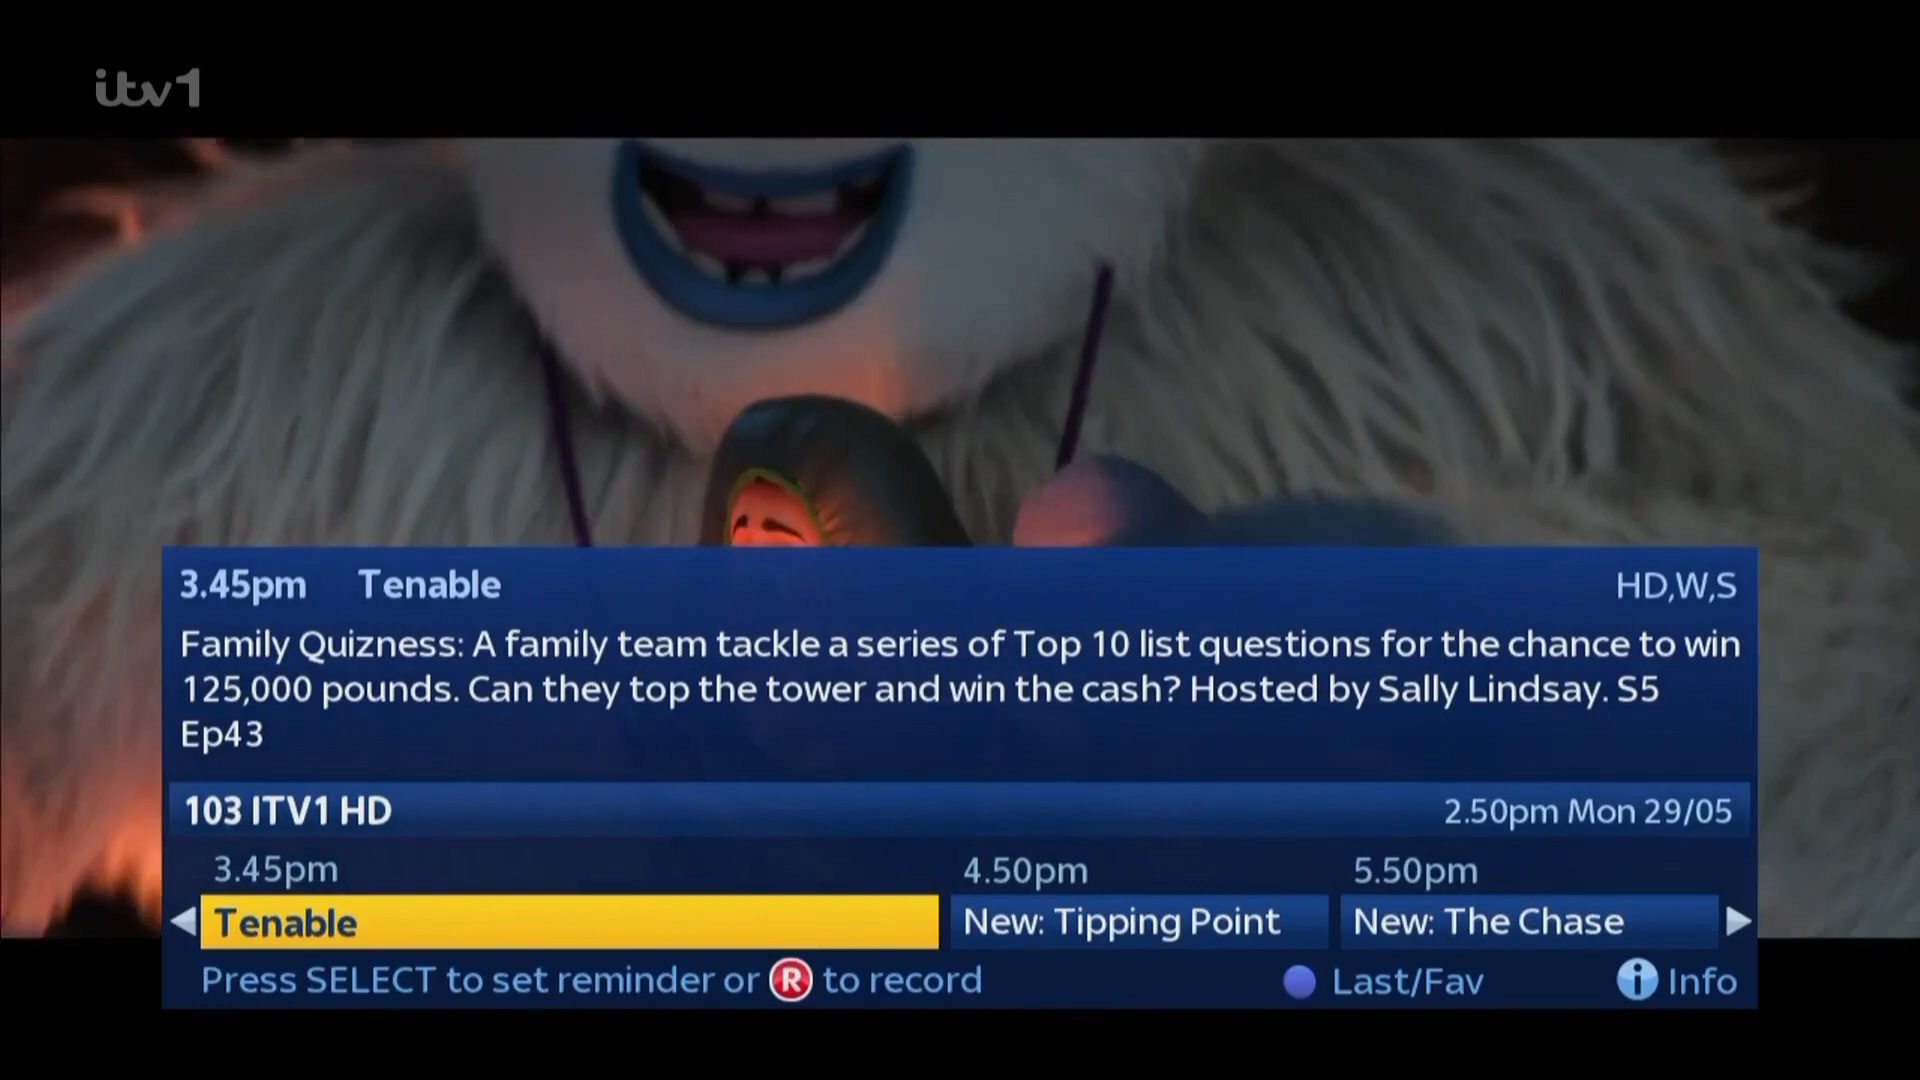 itv1
3.45pm Tenable HD,W,S
Family Quizness: A family team tackle a series of Top 10 list questions for the chance to win
125,000 pounds. Can they top the tower and win the cash? Hosted by Sally Lindsay. S5
Ep43
103 ITV1 HD 2.50pm Mon 29/05
3.45pm 4.50pm 5.50pm
Tenable New: Tipping Point New: The Chase
Press SELECT to set reminder or R to record Last/Fav i Info